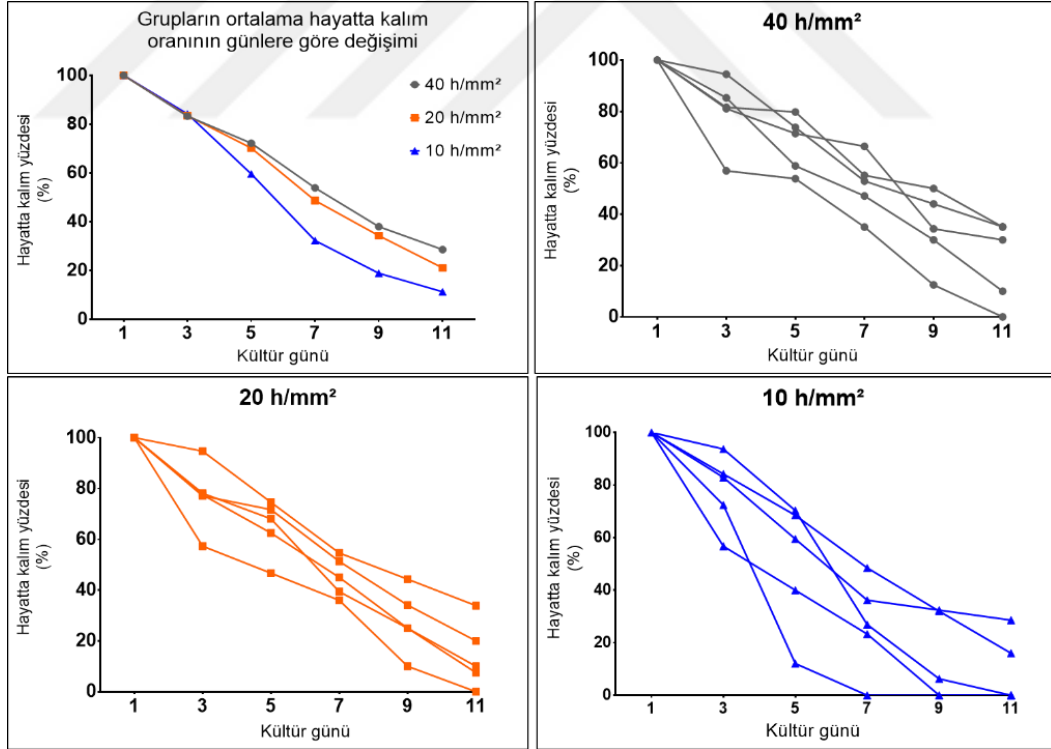 Grupların ortalama hayatta kalım
oranının günlere göre değişimi
40 h/mm²
20 h/mm²
10 h/mm²
Hayatta kalım yüzdesi
(%)
100
80
60
40
20
0
1 3 5 7 9 11
Kültür günü
40 h/mm²
Hayatta kalım yüzdesi
(%)
100
80
60
40
20
0
1 3 5 7 9 11
Kültür günü
20 h/mm²
Hayatta kalım yüzdesi
(%)
100
80
60
40
20
0
1 3 5 7 9 11
Kültür günü
10 h/mm²
Hayatta kalım yüzdesi
(%)
100
80
60
40
20
0
1 3 5 7 9 11
Kültür günü